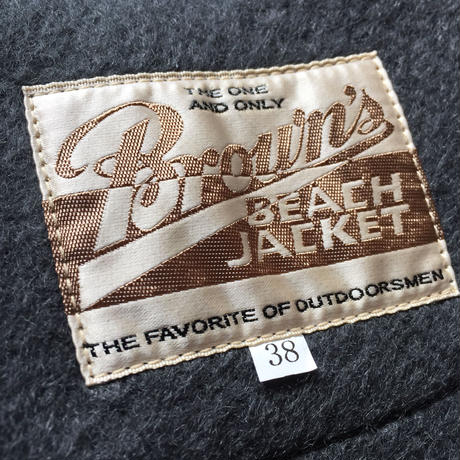 THE ONE
AND ONLY
Brown's
BEACH
JACKET
THE FAVORITE OF OUTDOORSMEN
38